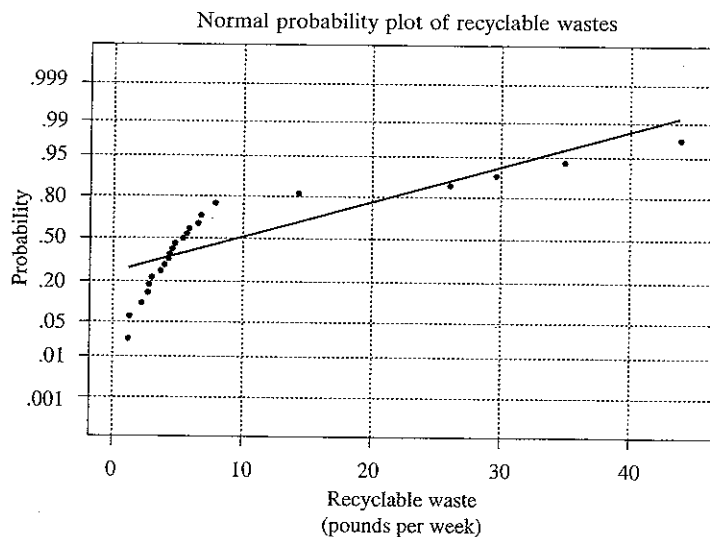 Normal probability plot of recyclable wastes
.999
.99
.95
.80
.50
.20
.05
.01
.001
Probability
0 10 20 30 40
Recyclable waste
(pounds per week)